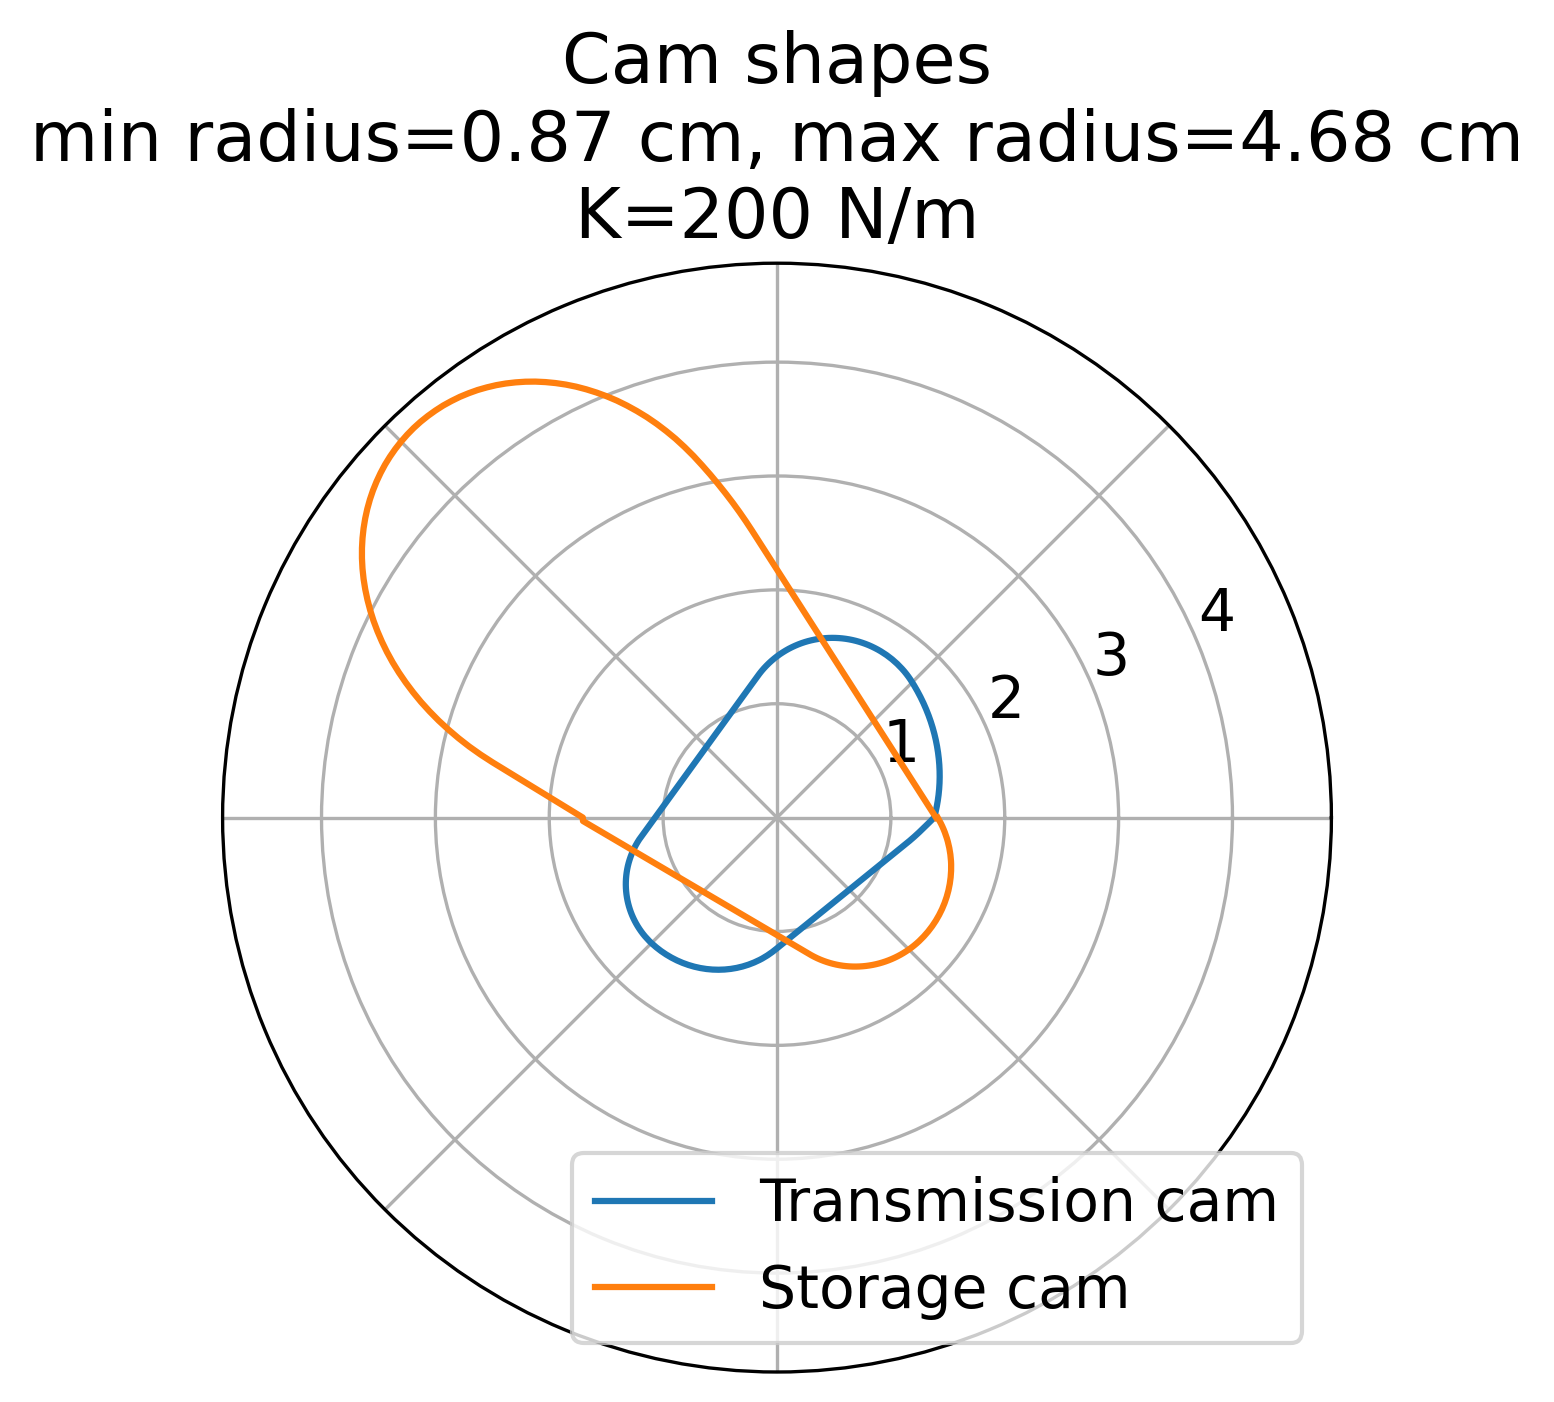 Cam shapes
min radius=0.87 cm, max radius=4.68 cm
K=200 N/m
4
3
2
1
Transmission cam
Storage cam